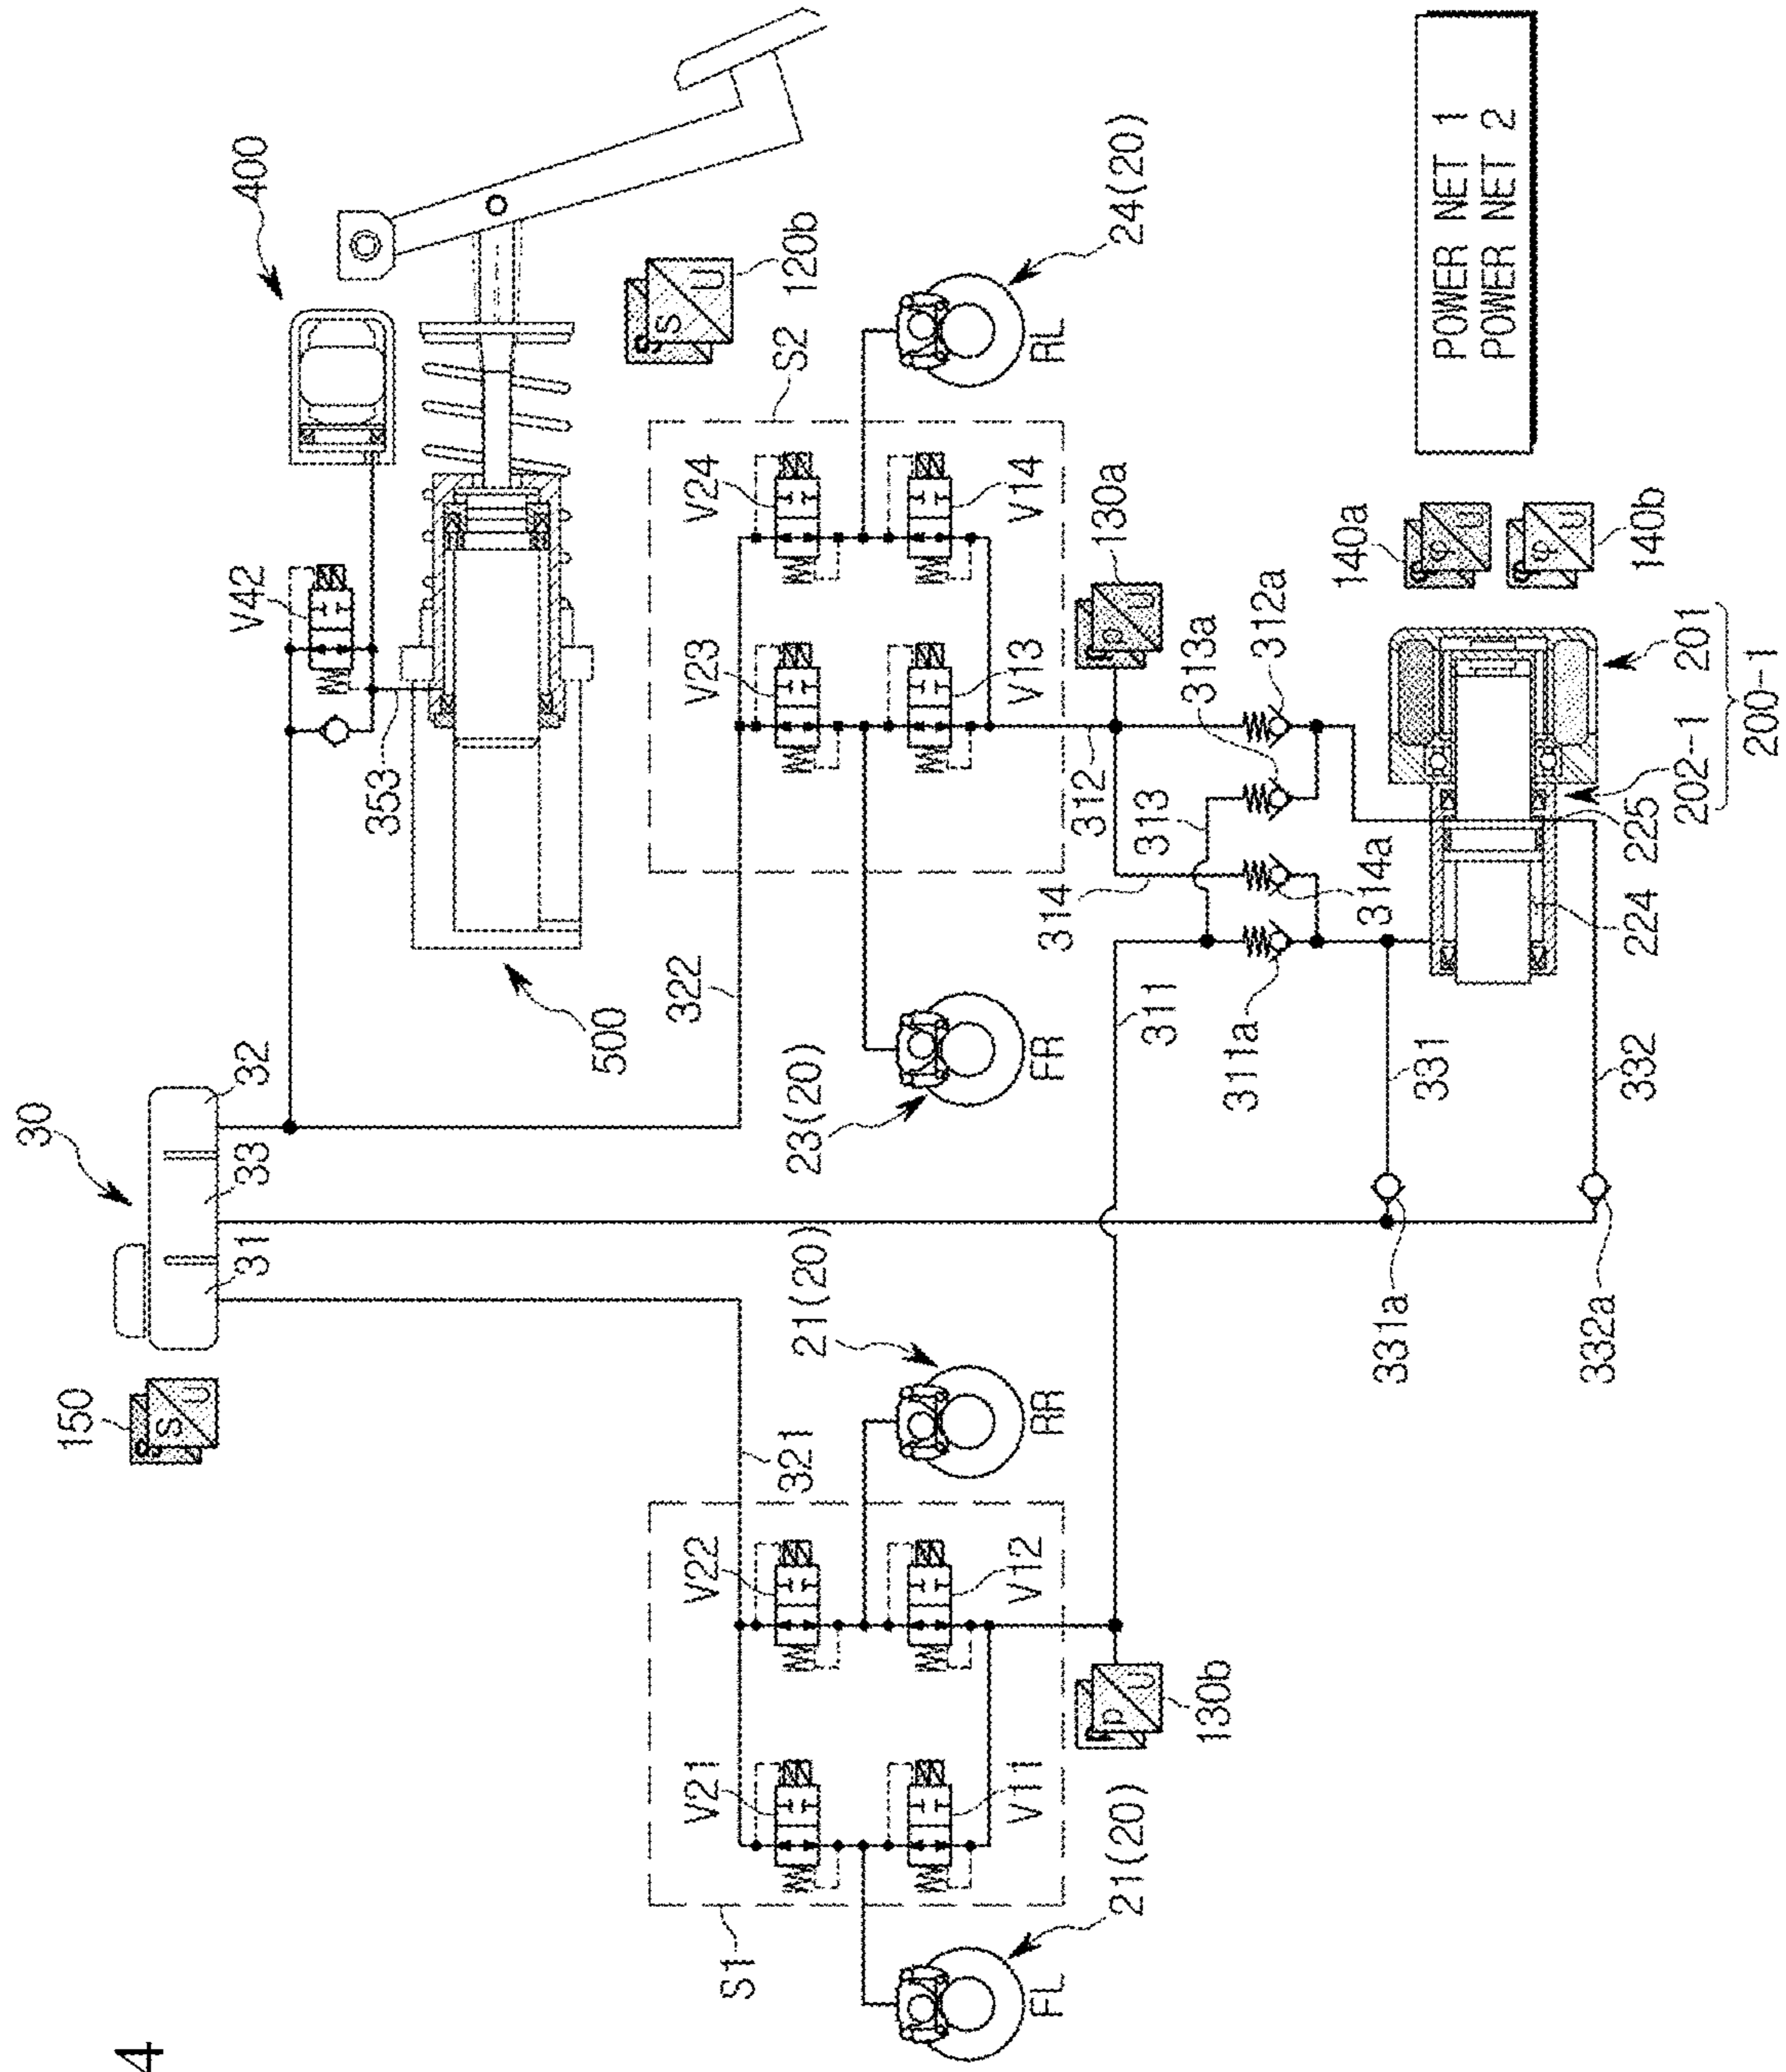 4
30
31
33
32
150
400
V42
353
500
120b
S2
V24
V23
V14
V13
322
24(20)
RL
23(20)
FR
21(20)
RR
321
V22
V21
V12
V11
S1
21(20)
FL
130b
130a
312
313
314
311
313a
312a
314a
311a
331
332
331a
332a
140a
140b
201
202-1
200-1
225
224
POWER NET 1
POWER NET 2
S
U
S
U
p
U
p
U
φ
U
φ
U